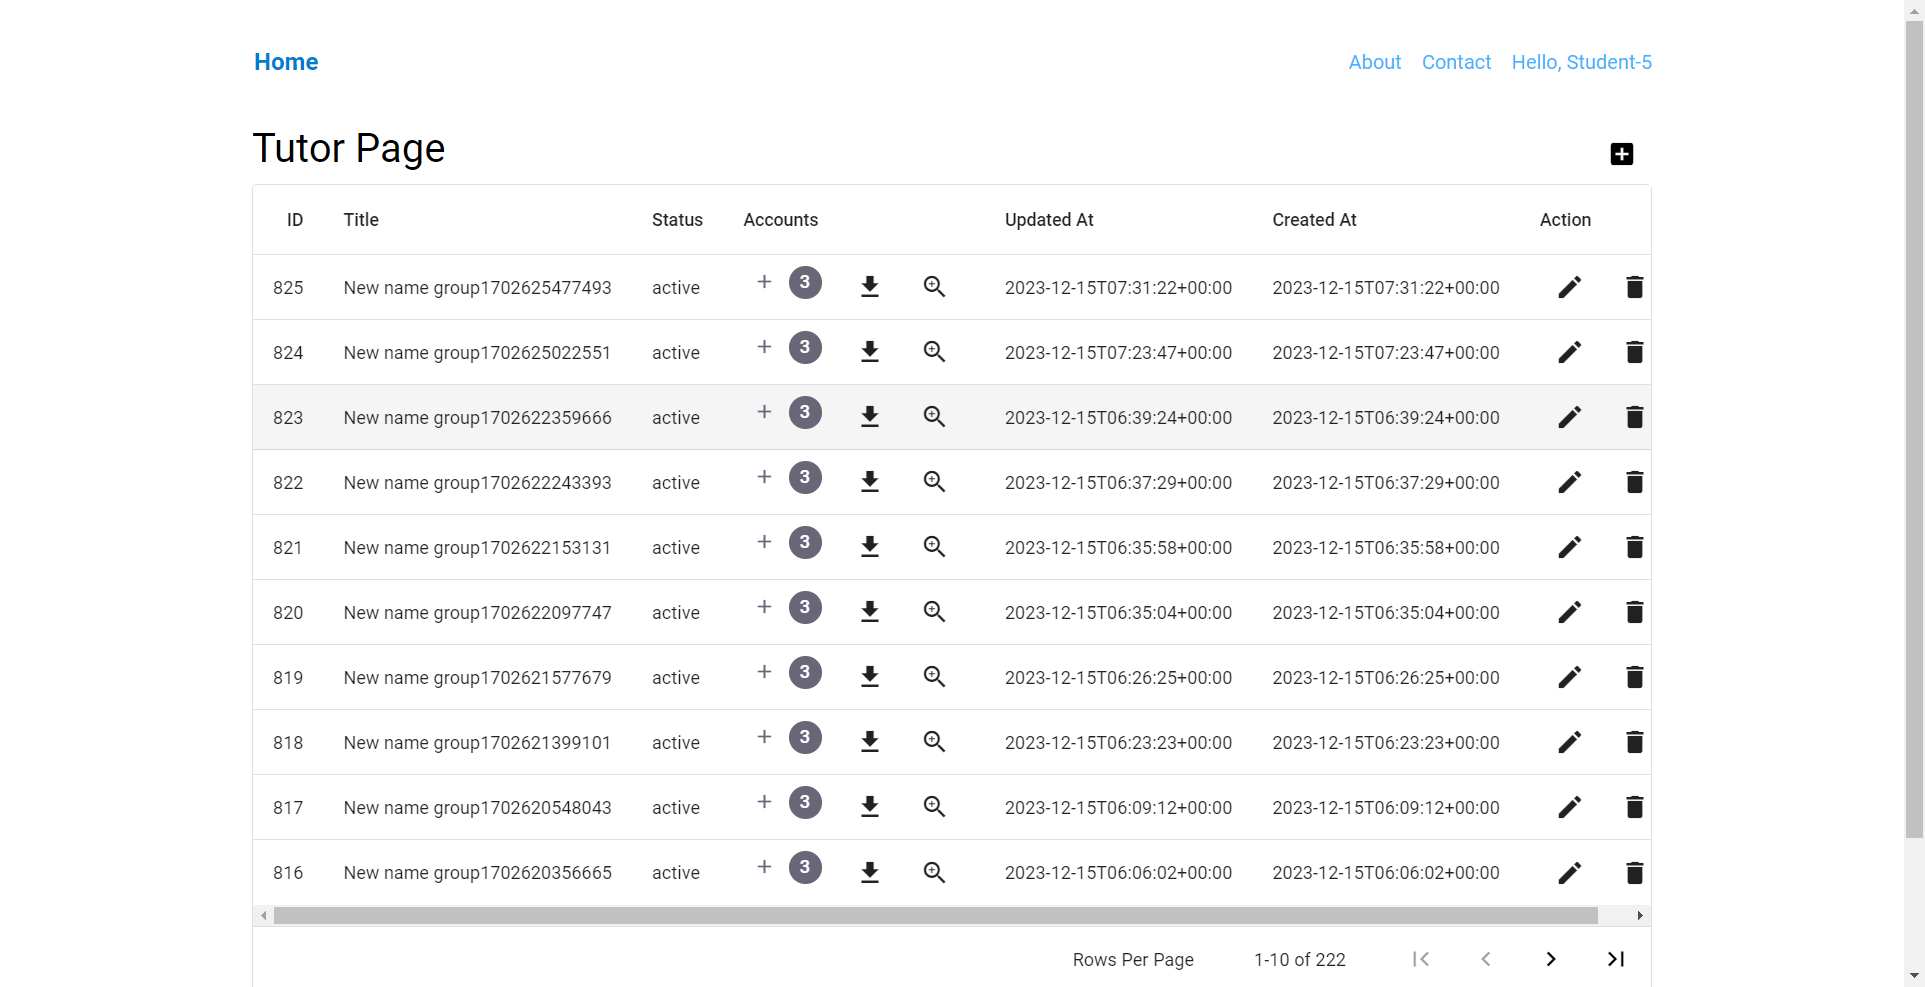 Home About Contact Hello, Student-5
Tutor Page
ID Title Status Accounts Updated At Created At Action
825 New name group1702625477493 active + 3 2023-12-15T07:31:22+00:00 2023-12-15T07:31:22+00:00
824 New name group1702625022551 active + 3 2023-12-15T07:23:47+00:00 2023-12-15T07:23:47+00:00
823 New name group1702622359666 active + 3 2023-12-15T06:39:24+00:00 2023-12-15T06:39:24+00:00
822 New name group1702622243393 active + 3 2023-12-15T06:37:29+00:00 2023-12-15T06:37:29+00:00
821 New name group1702622153131 active + 3 2023-12-15T06:35:58+00:00 2023-12-15T06:35:58+00:00
820 New name group1702622097747 active + 3 2023-12-15T06:35:04+00:00 2023-12-15T06:35:04+00:00
819 New name group1702621577679 active + 3 2023-12-15T06:26:25+00:00 2023-12-15T06:26:25+00:00
818 New name group1702621399101 active + 3 2023-12-15T06:23:23+00:00 2023-12-15T06:23:23+00:00
817 New name group1702620548043 active + 3 2023-12-15T06:09:12+00:00 2023-12-15T06:09:12+00:00
816 New name group1702620356665 active + 3 2023-12-15T06:06:02+00:00 2023-12-15T06:06:02+00:00
Rows Per Page 1-10 of 222